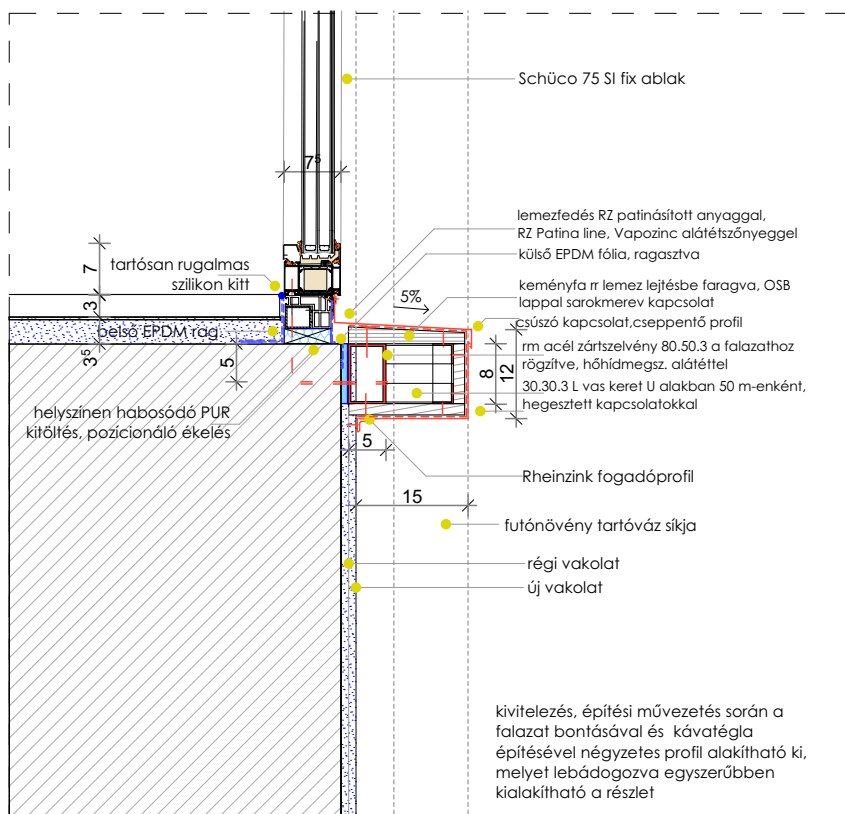 Schüco 75 SI fix ablak
7⁵
lemezfedés RZ patinásított anyaggal,
RZ Patina line, Vapozinc alátétszőnyeggel
külső EPDM fólia, ragasztva
7
tartósan rugalmas
szilikon kitt
keményfa rr lemez lejtésbe faragva, OSB
lappal sarokmerev kapcsolat
5%
3
csúszó kapcsolat,cseppentő profil
belső EPDM rag.
rm acél zártszelvény 80.50.3 a falazathoz
rögzítve, hőhídmegsz. alátéttel
3⁵
5
8
12
30.30.3 L vas keret U alakban 50 m-enként,
hegesztett kapcsolatokkal
helyszínen habosódó PUR
kitöltés, pozícionáló ékelés
5
Rheinzink fogadóprofil
15
futónövény tartóváz síkja
régi vakolat
új vakolat
kivitelezés, építési művezetés során a
falazat bontásával és kávatégla
építésével négyzetes profil alakítható ki,
melyet lebádogozva egyszerűbben
kialakítható a részlet